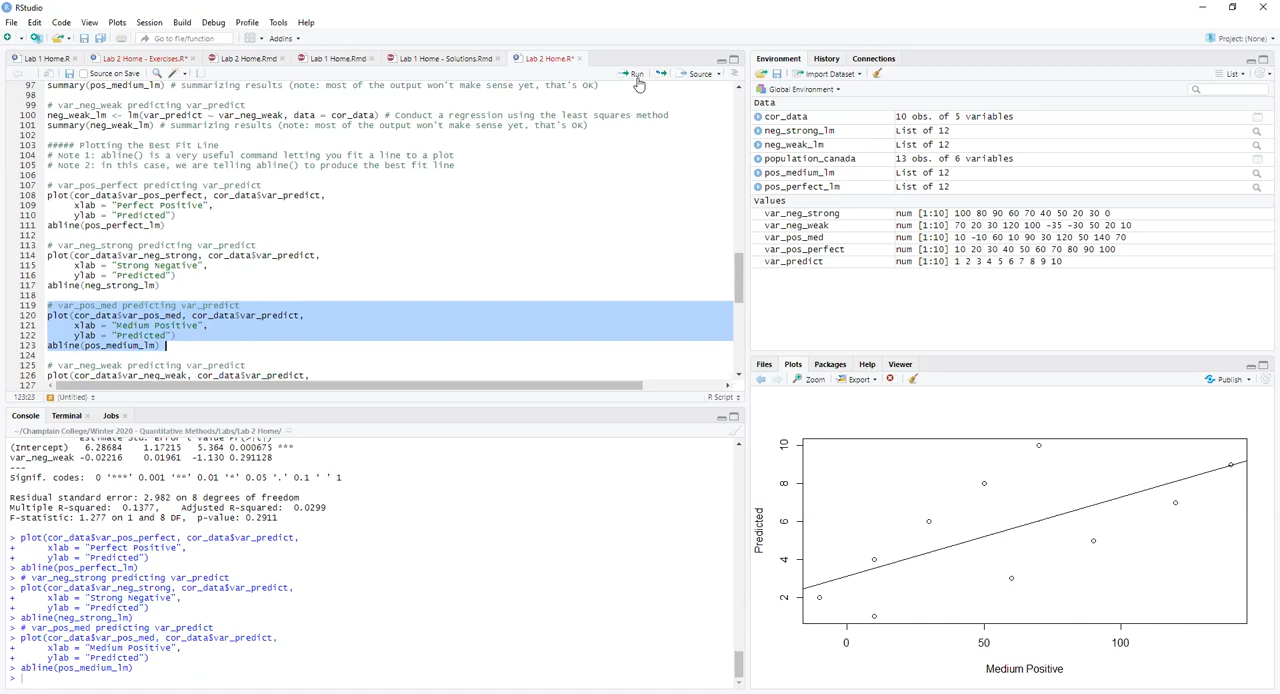 RStudio
File Edit Code View Plots Session Build Debug Profile Tools Help
Go to file/function Addins Project: (None)
Lab 1 Home.R Lab 2 Home - Exercises.R* Lab 2 Home.Rmd Lab 1 Home.Rmd Lab 1 Home - Solutions.Rmd Lab 2 Home.R*
Source on Save Run Source
97 summary(pos_medium_lm) # summarizing results (note: most of the output won't make sense yet, that's OK)
98
99 # var_neg_weak predicting var_predict
100 neg_weak_lm <- lm(var_predict ~ var_neg_weak, data = cor_data) # Conduct a regression using the least squares method
101 summary(neg_weak_lm) # summarizing results (note: most of the output won't make sense yet, that's OK)
102
103 ##### Plotting the Best Fit Line
104 # Note 1: abline() is a very useful command letting you fit a line to a plot
105 # Note 2: in this case, we are telling abline() to produce the best fit line
106
107 # var_pos_perfect predicting var_predict
108 plot(cor_data$var_pos_perfect, cor_data$var_predict,
109 xlab = "Perfect Positive",
110 ylab = "Predicted")
111 abline(pos_perfect_lm)
112
113 # var_neg_strong predicting var_predict
114 plot(cor_data$var_neg_strong, cor_data$var_predict,
115 xlab = "Strong Negative",
116 ylab = "Predicted")
117 abline(neg_strong_lm)
118
119 # var_pos_med predicting var_predict
120 plot(cor_data$var_pos_med, cor_data$var_predict,
121 xlab = "Medium Positive",
122 ylab = "Predicted")
123 abline(pos_medium_lm)
124
125 # var_neg_weak predicting var_predict
126 plot(cor_data$var_neg_weak, cor_data$var_predict,
127
123:23 (Untitled) R Script
Console Terminal Jobs
~/Champlain College/Winter 2020 - Quantitative Methods/Labs/Lab 2 Home/
Estimate Std. Error t value Pr(>|t|)
(Intercept) 6.28684 1.17215 5.364 0.000675 ***
var_neg_weak -0.02216 0.01961 -1.130 0.291128
---
Signif. codes: 0 '***' 0.001 '**' 0.01 '*' 0.05 '.' 0.1 ' ' 1
Residual standard error: 2.982 on 8 degrees of freedom
Multiple R-squared: 0.1377, Adjusted R-squared: 0.0299
F-statistic: 1.277 on 1 and 8 DF, p-value: 0.2911
> plot(cor_data$var_pos_perfect, cor_data$var_predict,
+ xlab = "Perfect Positive",
+ ylab = "Predicted")
> abline(pos_perfect_lm)
> # var_neg_strong predicting var_predict
> plot(cor_data$var_neg_strong, cor_data$var_predict,
+ xlab = "Strong Negative",
+ ylab = "Predicted")
> abline(neg_strong_lm)
> # var_pos_med predicting var_predict
> plot(cor_data$var_pos_med, cor_data$var_predict,
+ xlab = "Medium Positive",
+ ylab = "Predicted")
> abline(pos_medium_lm)
>
Environment History Connections
Import Dataset List
Global Environment
Data
cor_data 10 obs. of 5 variables
neg_strong_lm List of 12
neg_weak_lm List of 12
population_canada 13 obs. of 6 variables
pos_medium_lm List of 12
pos_perfect_lm List of 12
values
var_neg_strong num [1:10] 100 80 90 60 70 40 50 20 30 0
var_neg_weak num [1:10] 70 20 30 120 100 -35 -30 50 20 10
var_pos_med num [1:10] 10 -10 60 10 90 30 120 50 140 70
var_pos_perfect num [1:10] 10 20 30 40 50 60 70 80 90 100
var_predict num [1:10] 1 2 3 4 5 6 7 8 9 10
Files Plots Packages Help Viewer
Zoom Export Publish
10
8
6
4
2
Predicted
0 50 100
Medium Positive